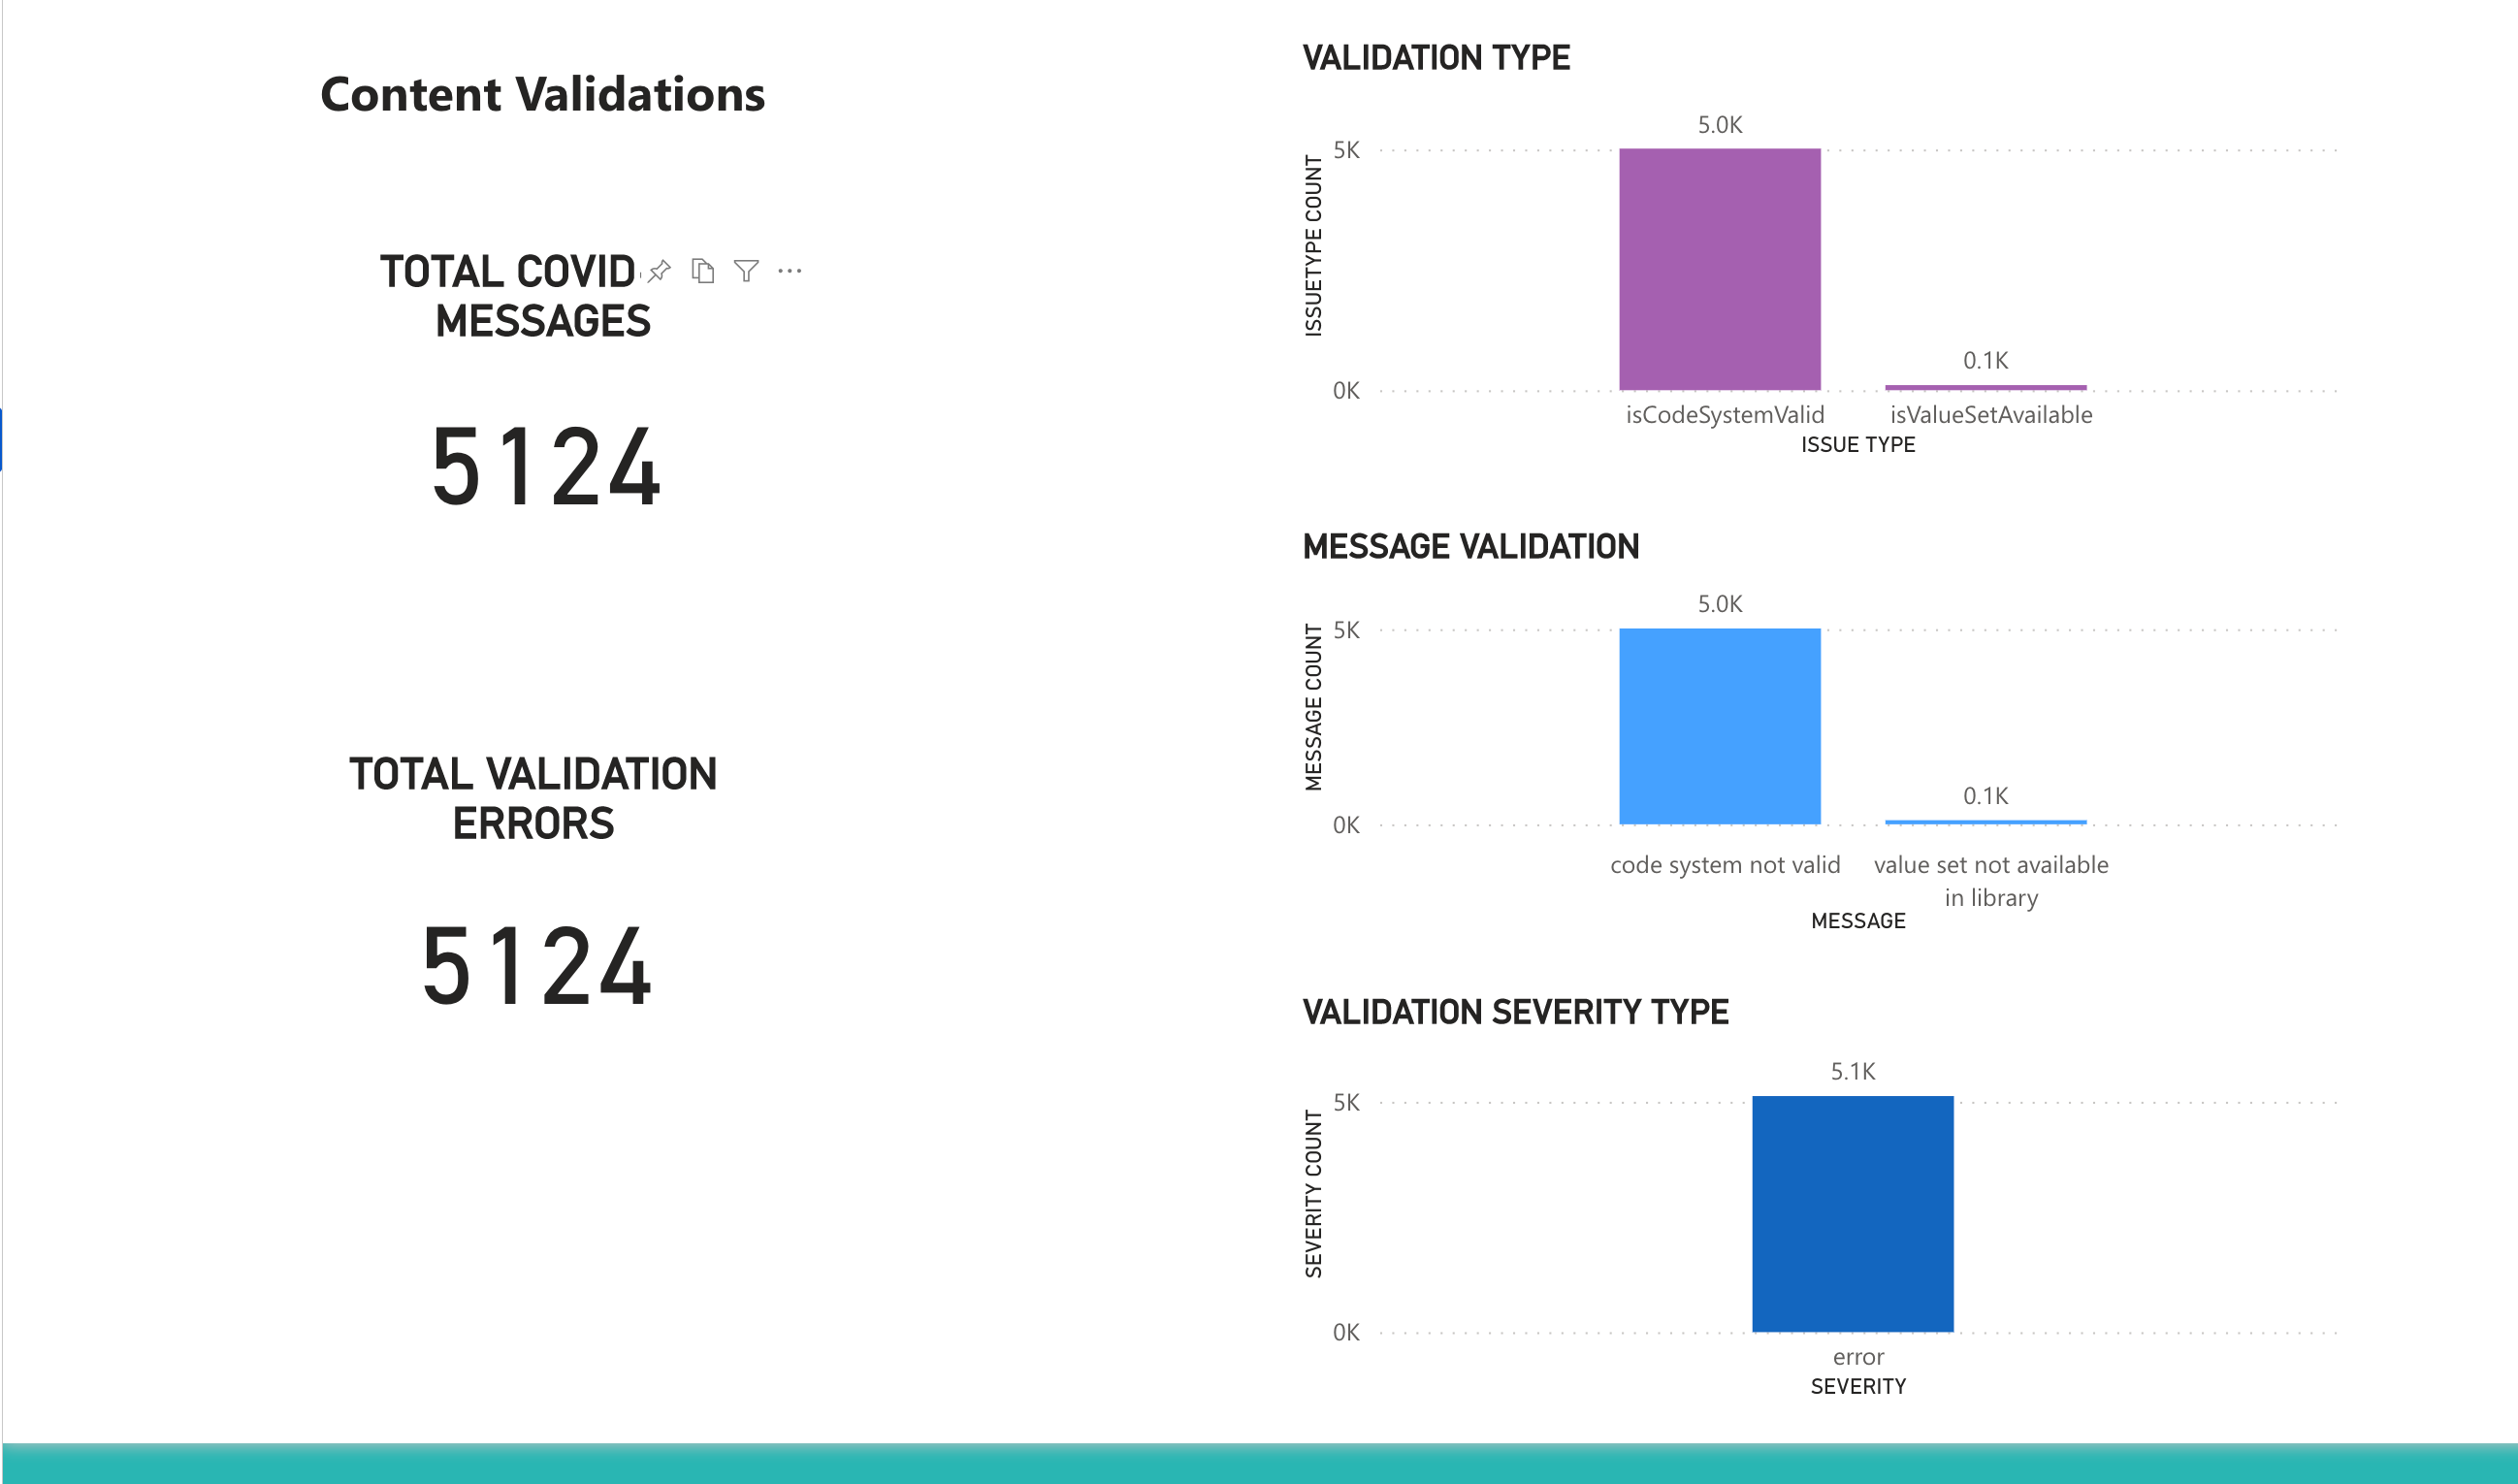 Content Validations
TOTAL COVID
MESSAGES
5124
TOTAL VALIDATION
ERRORS
5124
VALIDATION TYPE
ISSUETYPE COUNT
5K
0K
5.0K
0.1K
isCodeSystemValid
isValueSetAvailable
ISSUE TYPE
MESSAGE VALIDATION
MESSAGE COUNT
5K
0K
5.0K
0.1K
code system not valid
value set not available
in library
MESSAGE
VALIDATION SEVERITY TYPE
SEVERITY COUNT
5K
0K
5.1K
error
SEVERITY